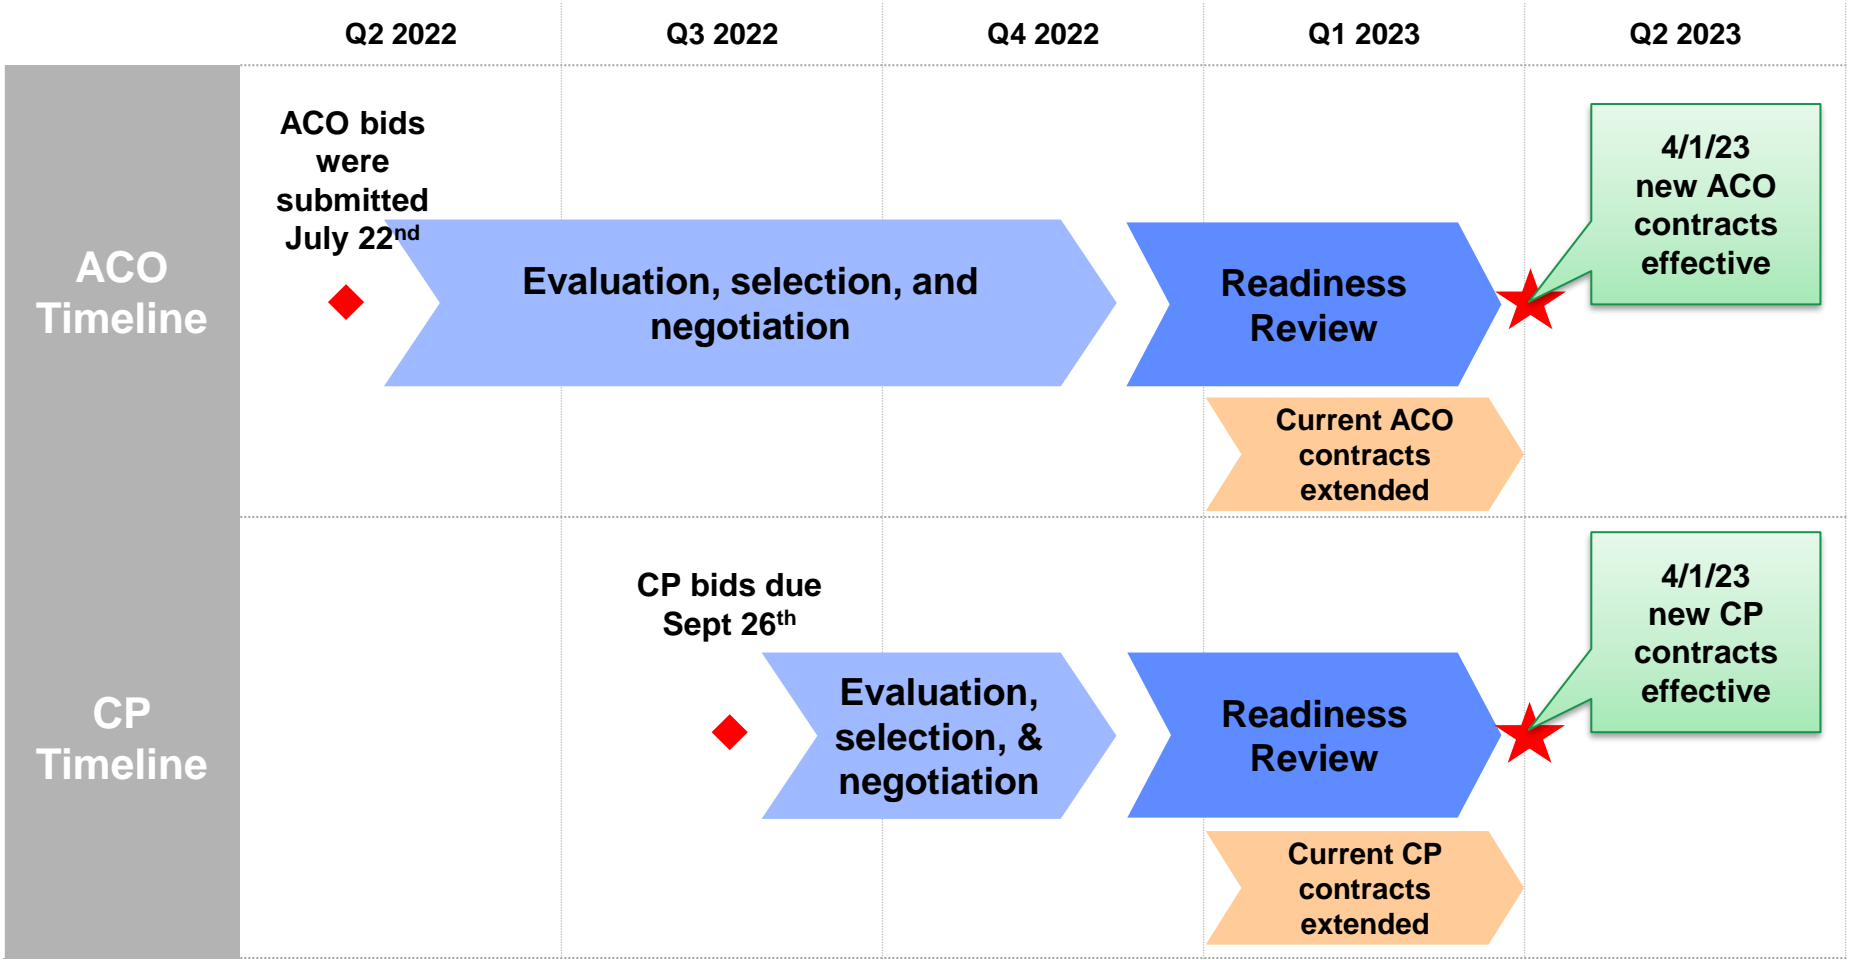 Q2 2022
Q3 2022
Q4 2022
Q1 2023
Q2 2023
ACO
Timeline
ACO bids
were
submitted
July 22nd
Evaluation, selection, and
negotiation
Readiness
Review
4/1/23
new ACO
contracts
effective
Current ACO
contracts
extended
CP
Timeline
CP bids due
Sept 26th
Evaluation,
selection, &
negotiation
Readiness
Review
4/1/23
new CP
contracts
effective
Current CP
contracts
extended